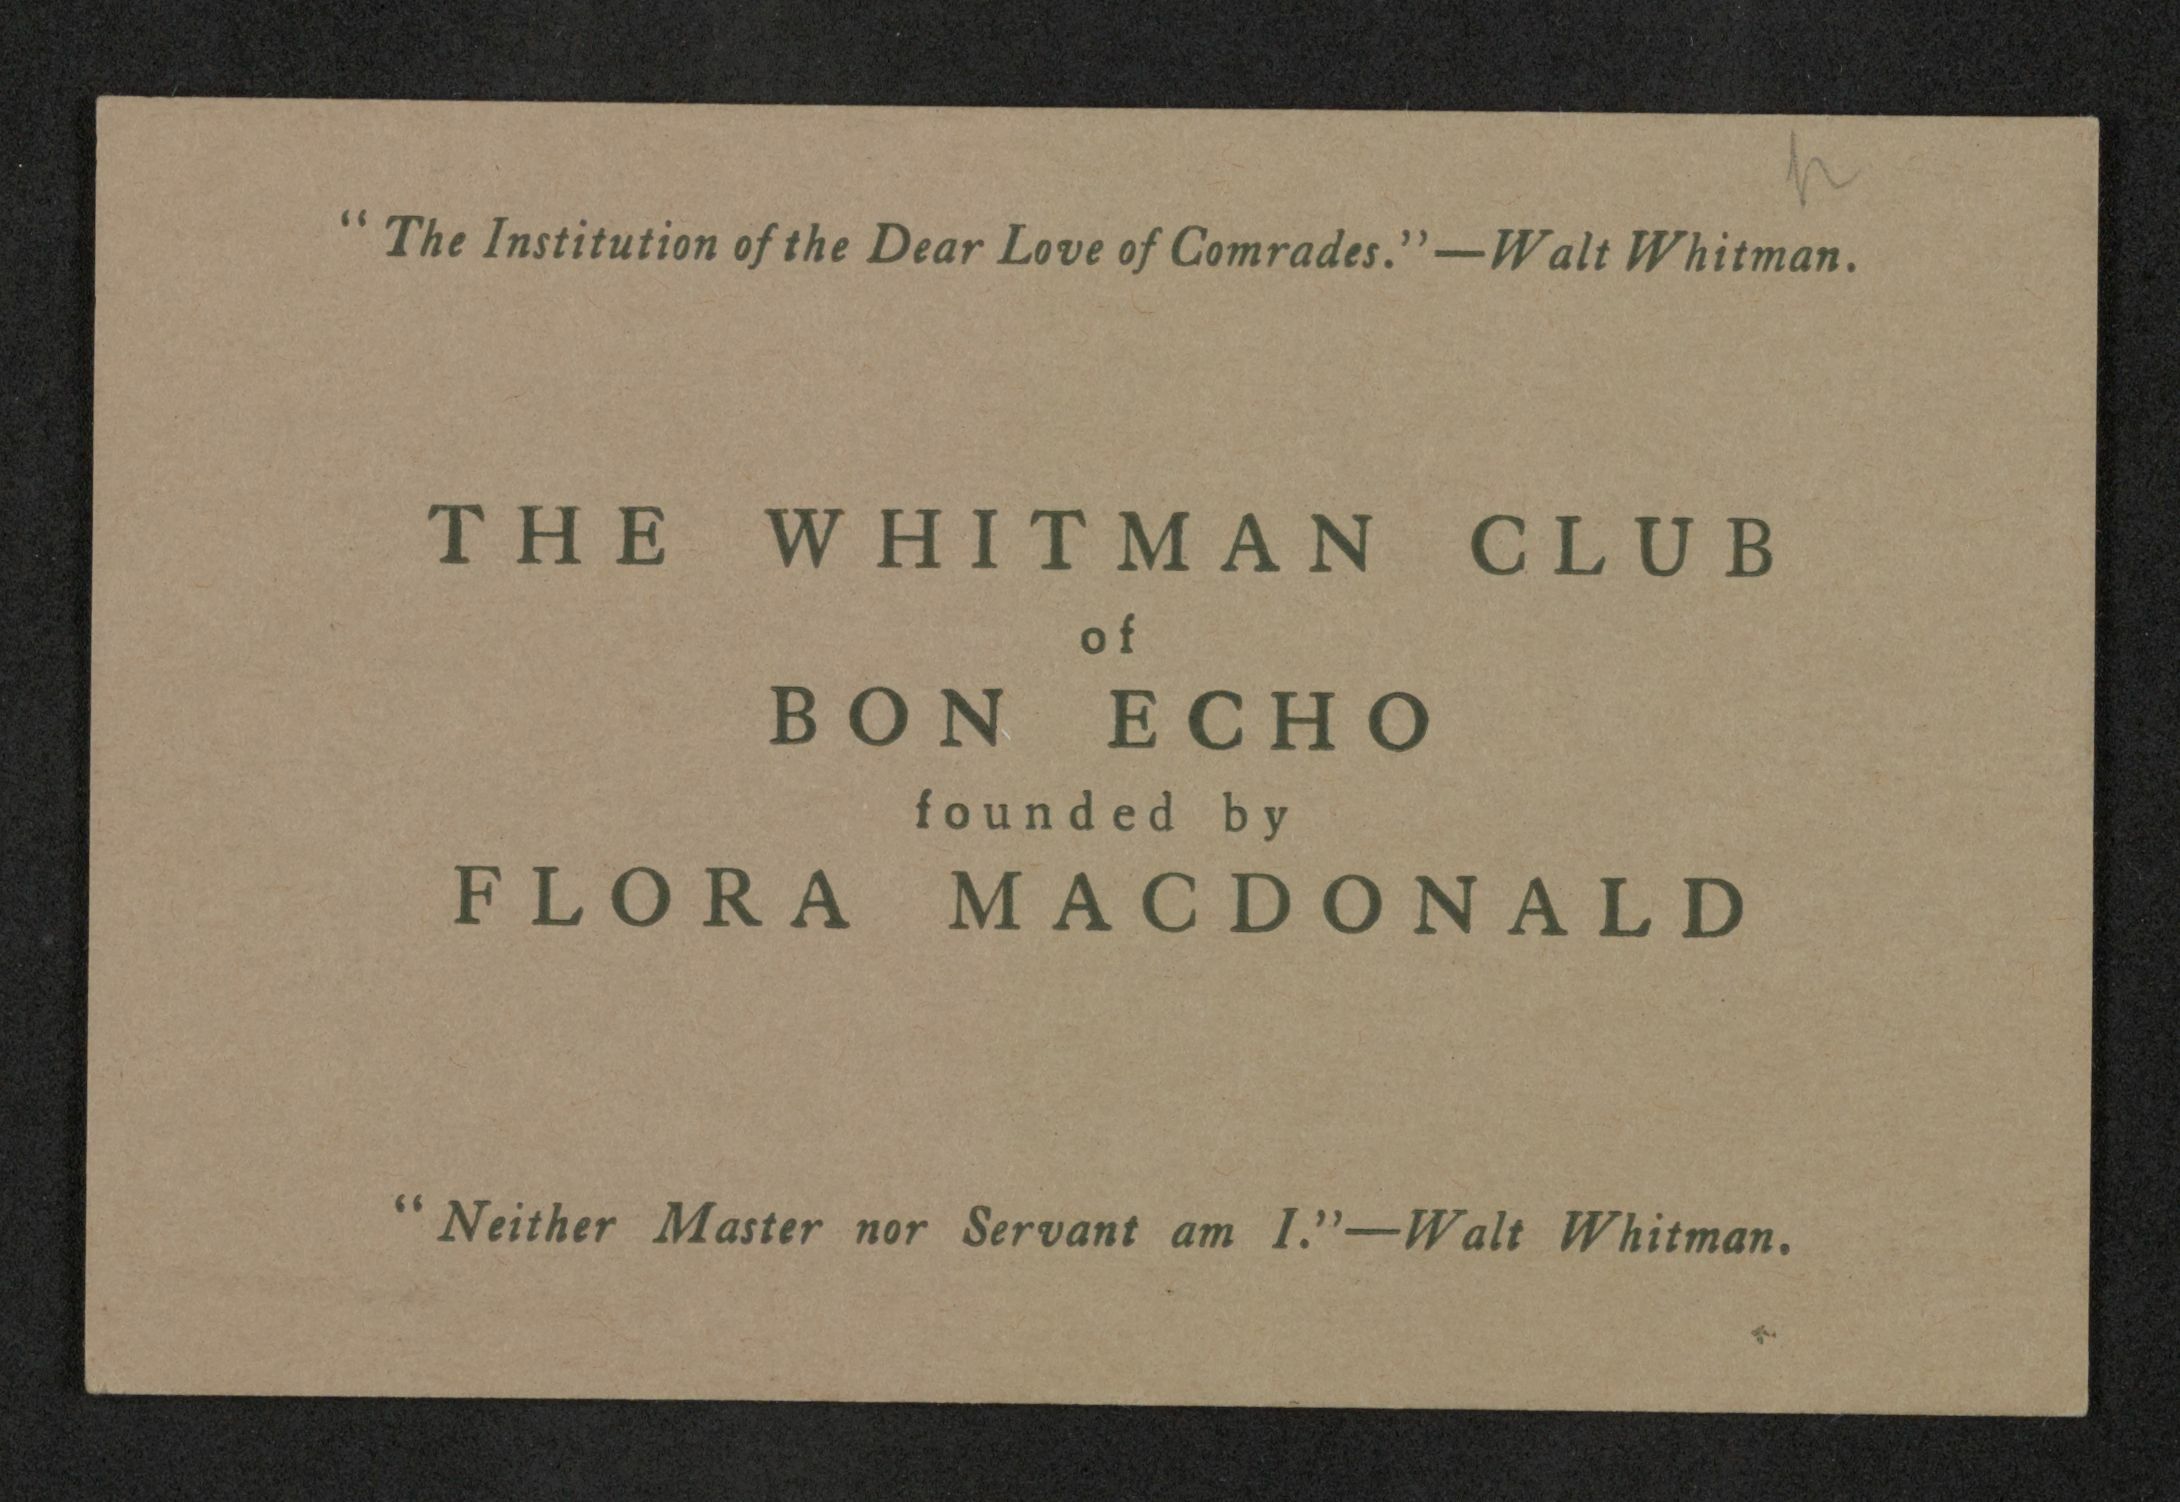 “The Institution of the Dear Love of Comrades.”—Walt Whitman.
THE WHITMAN CLUB
of
BON ECHO
founded by
FLORA MACDONALD
“Neither Master nor Servant am I.”—Walt Whitman.